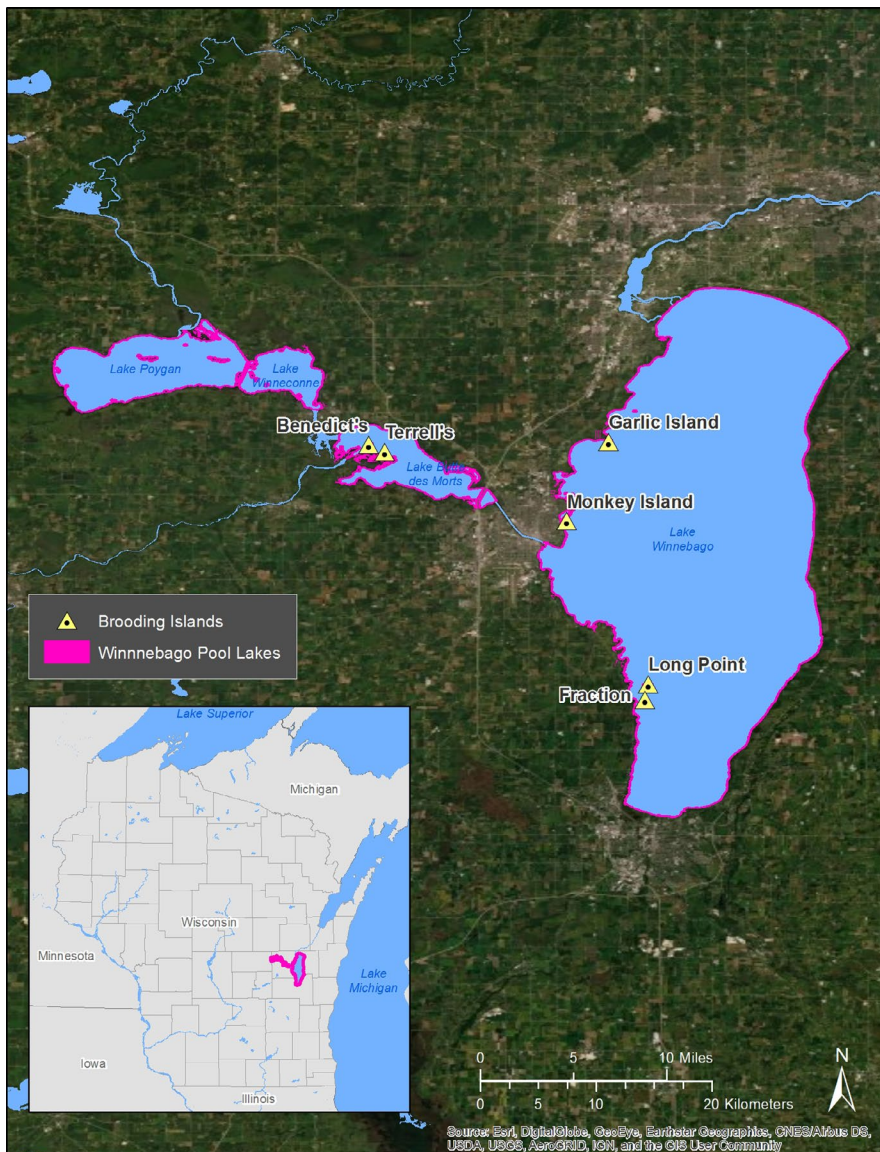 Lake Poygan
Lake
Winneconne
Benedict's
Terrell's
Lake Butte
des Morts
Garlic Island
Monkey Island
Lake
Winnebago
Long Point
Fraction
Brooding Islands
Winnnebago Pool Lakes
Lake Superior
Michigan
Wisconsin
Minnesota
Lake
Michigan
Iowa
Illinois
0 5 10 Miles
0 5 10 20 Kilometers
N
Source: Esri, DigitalGlobe, GeoEye, Earthstar Geographics, CNES/Airbus DS,
USDA, USGS, AeroGRID, IGN, and the GIS User Community